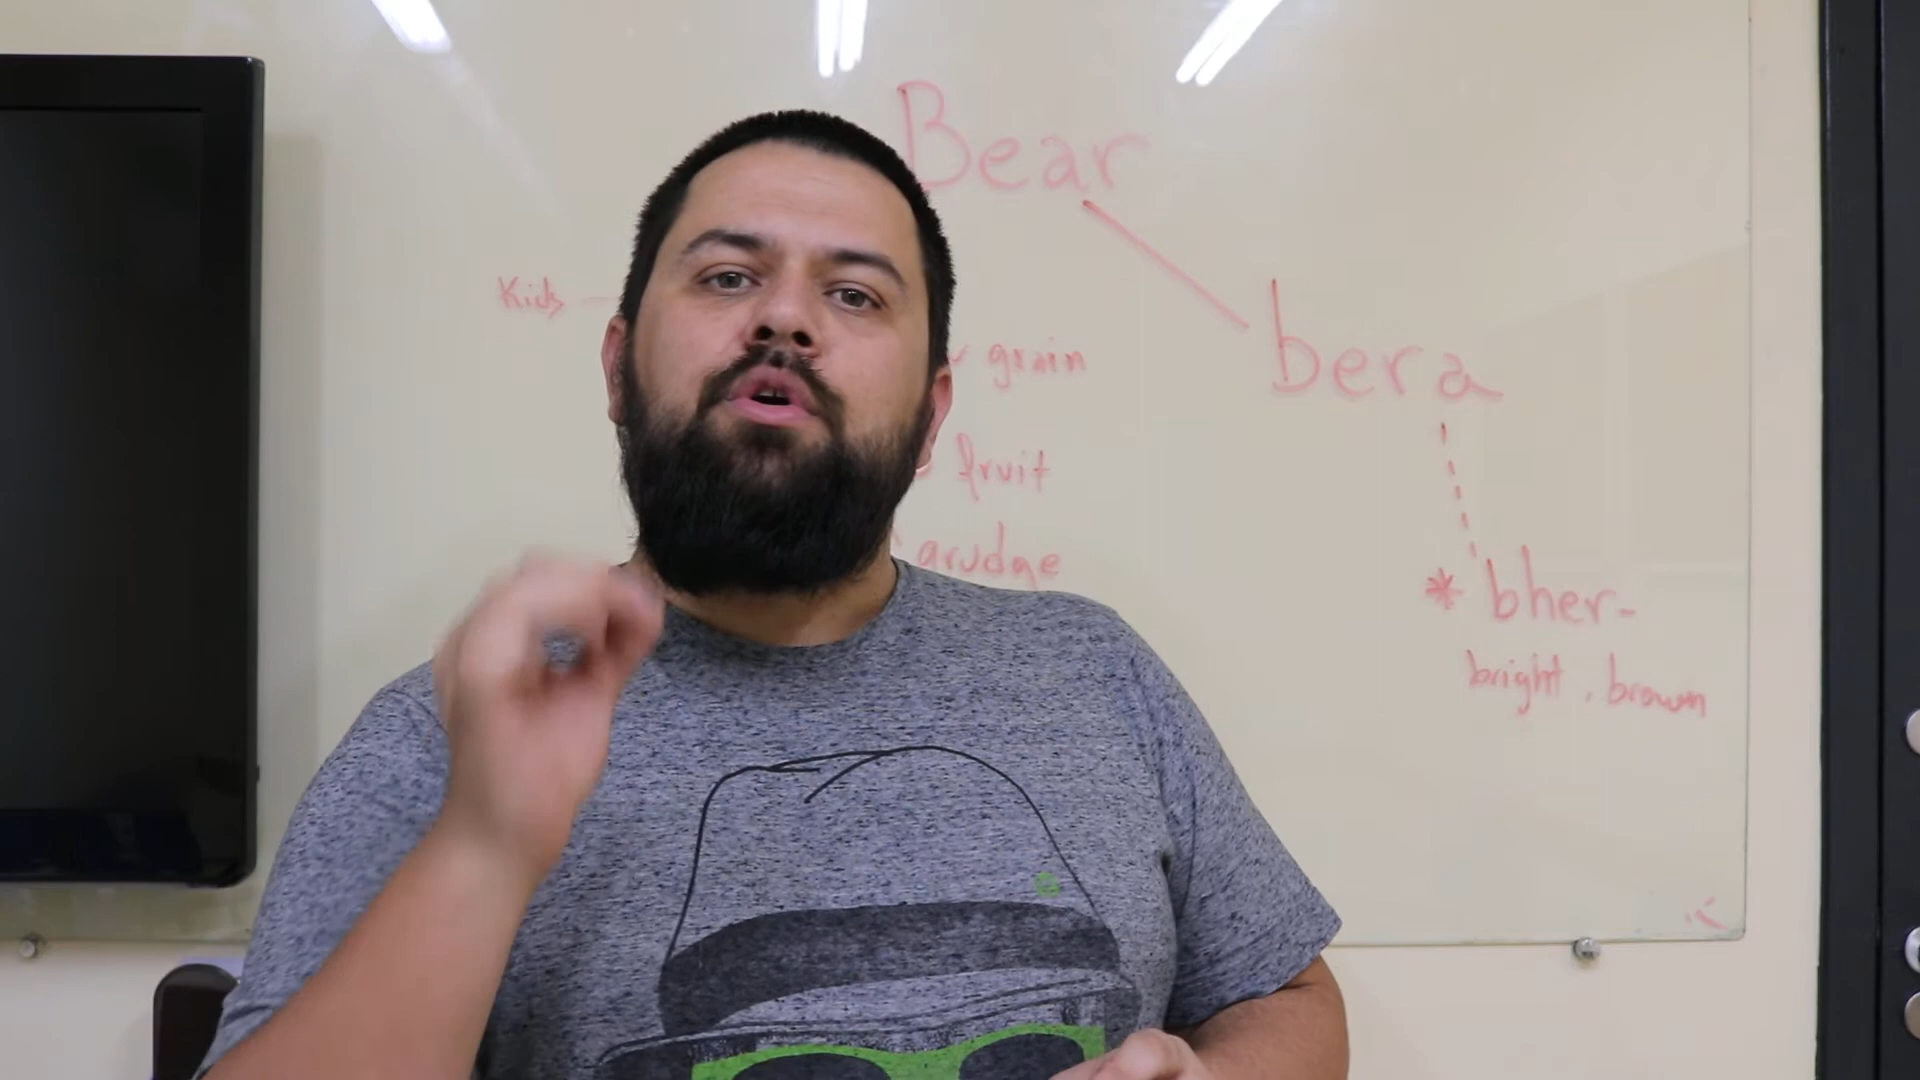 Bear
Kids
grain
bera
fruit
grudge
* bher-
bright, brown